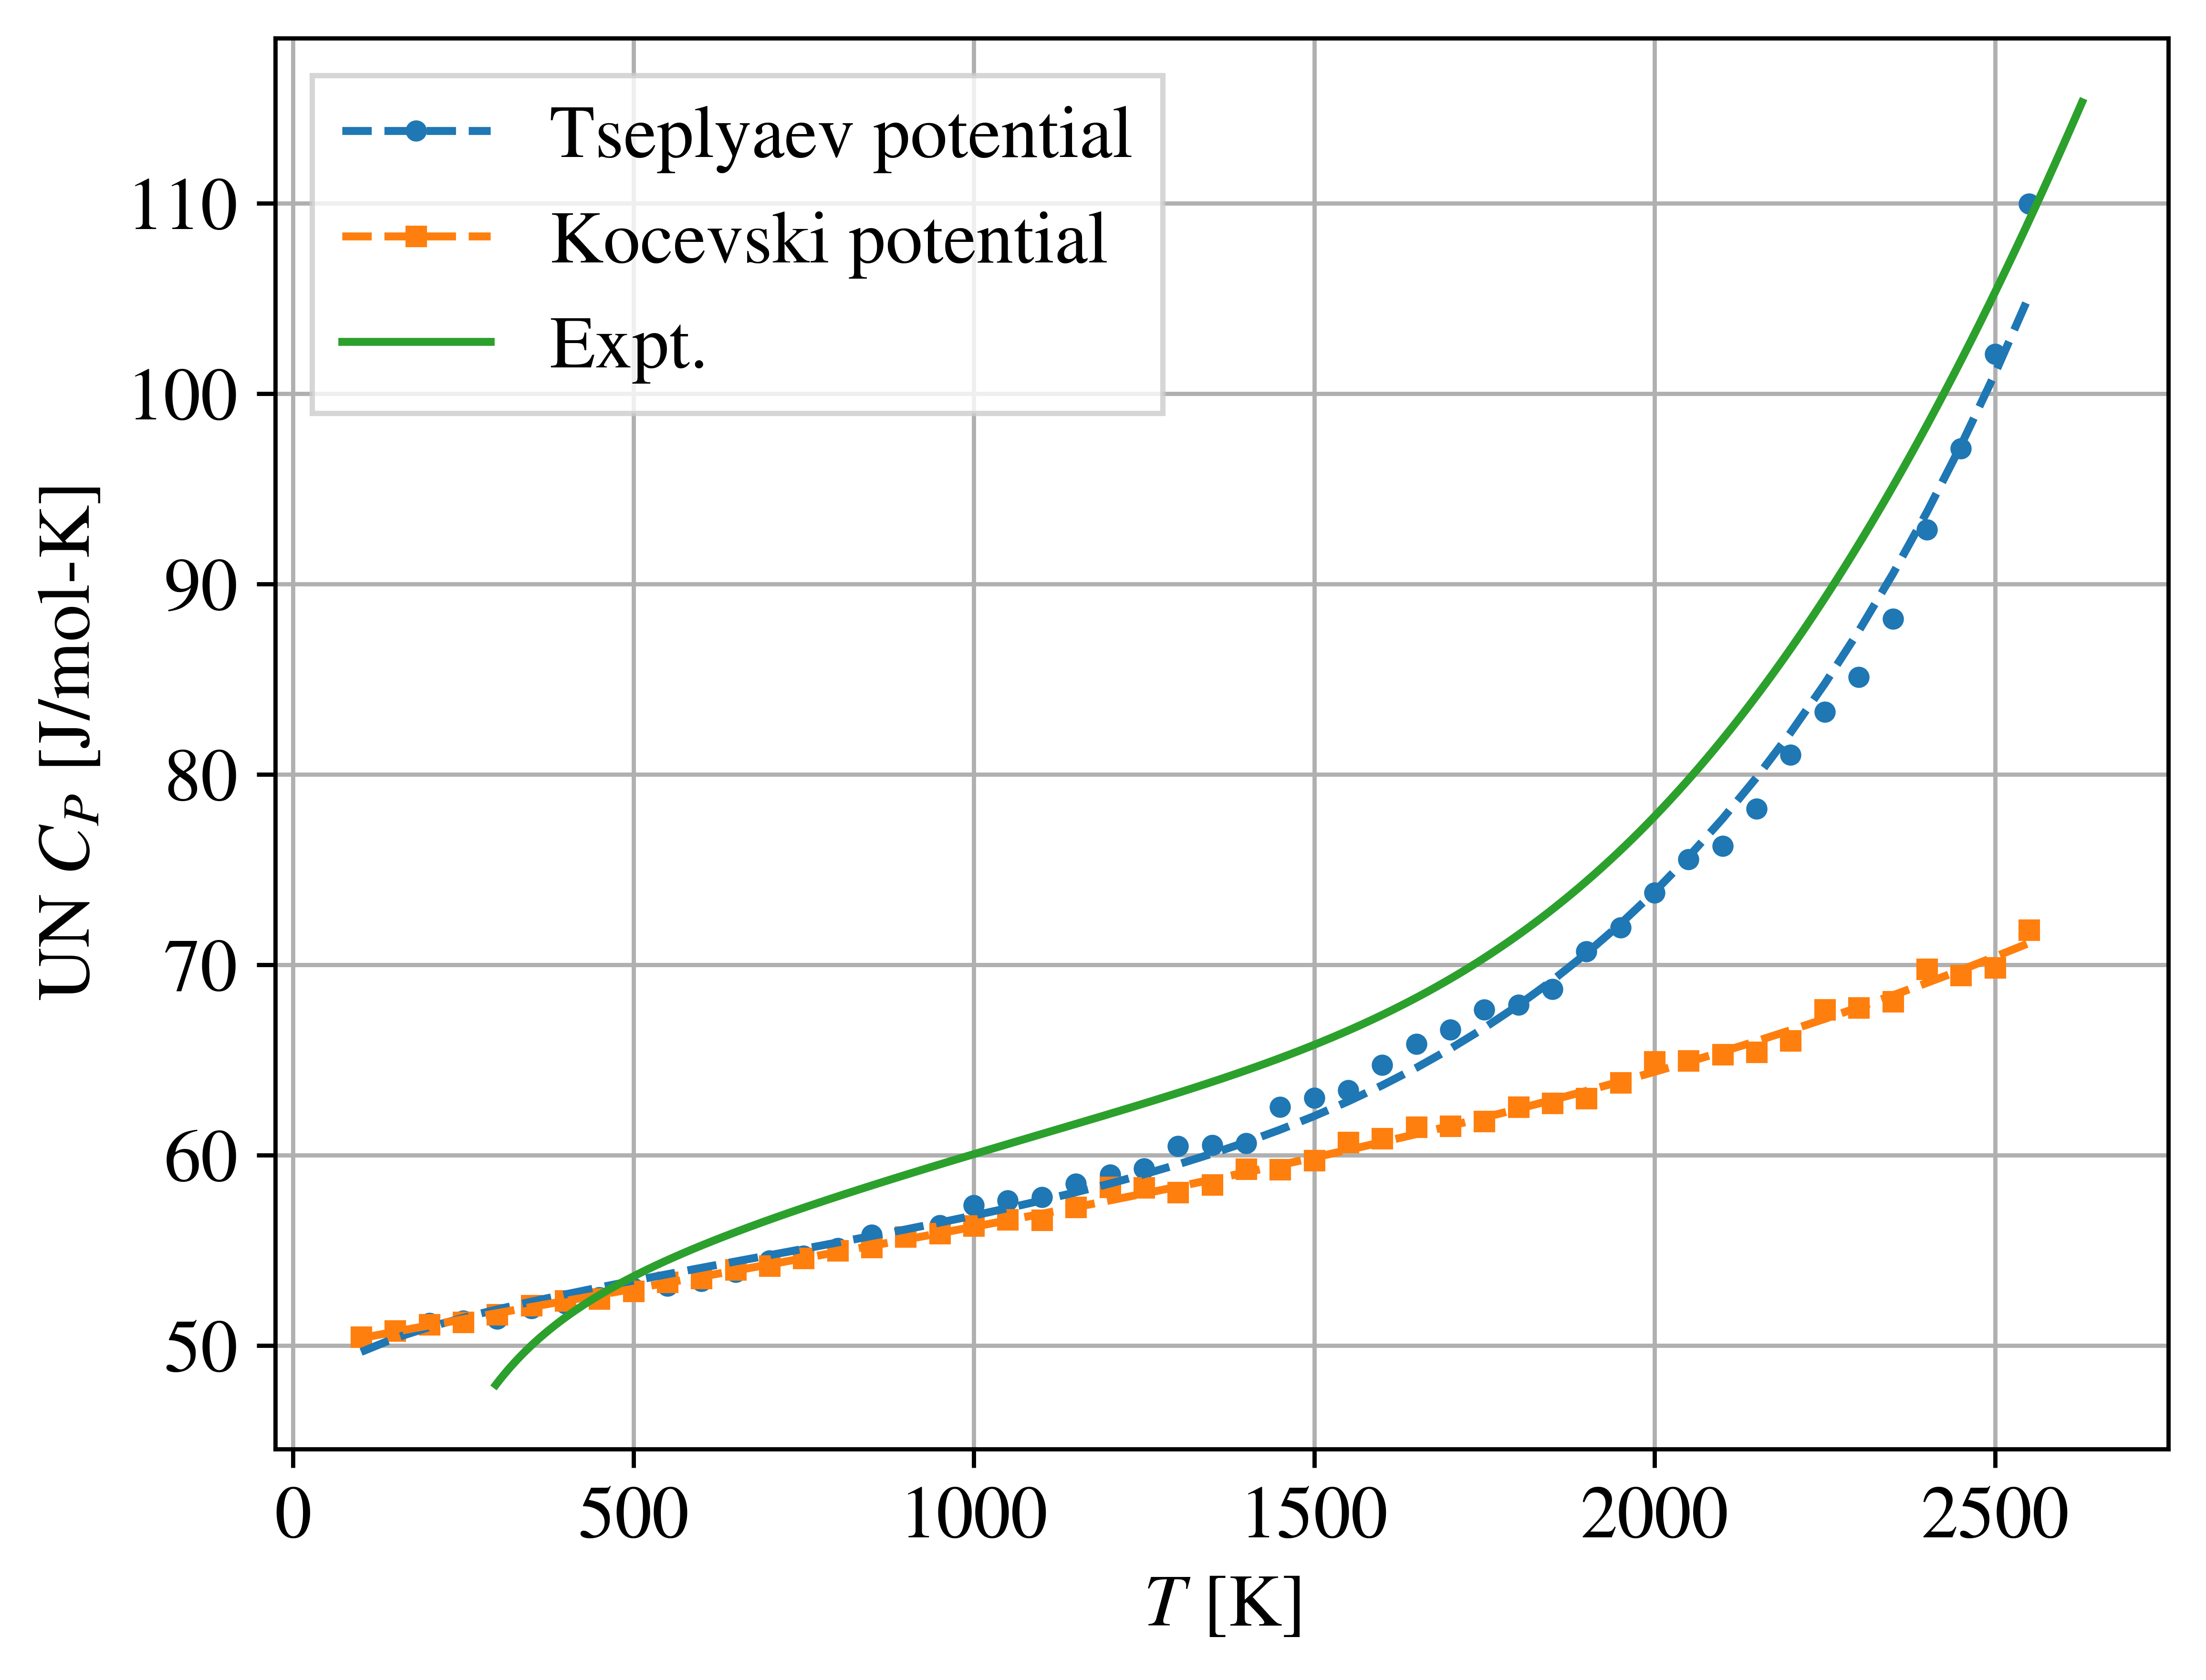 Tseplyaev potential
Kocevski potential
Expt.
110
100
90
80
70
60
50
UN C_P [J/mol-K]
0 500 1000 1500 2000 2500
T [K]